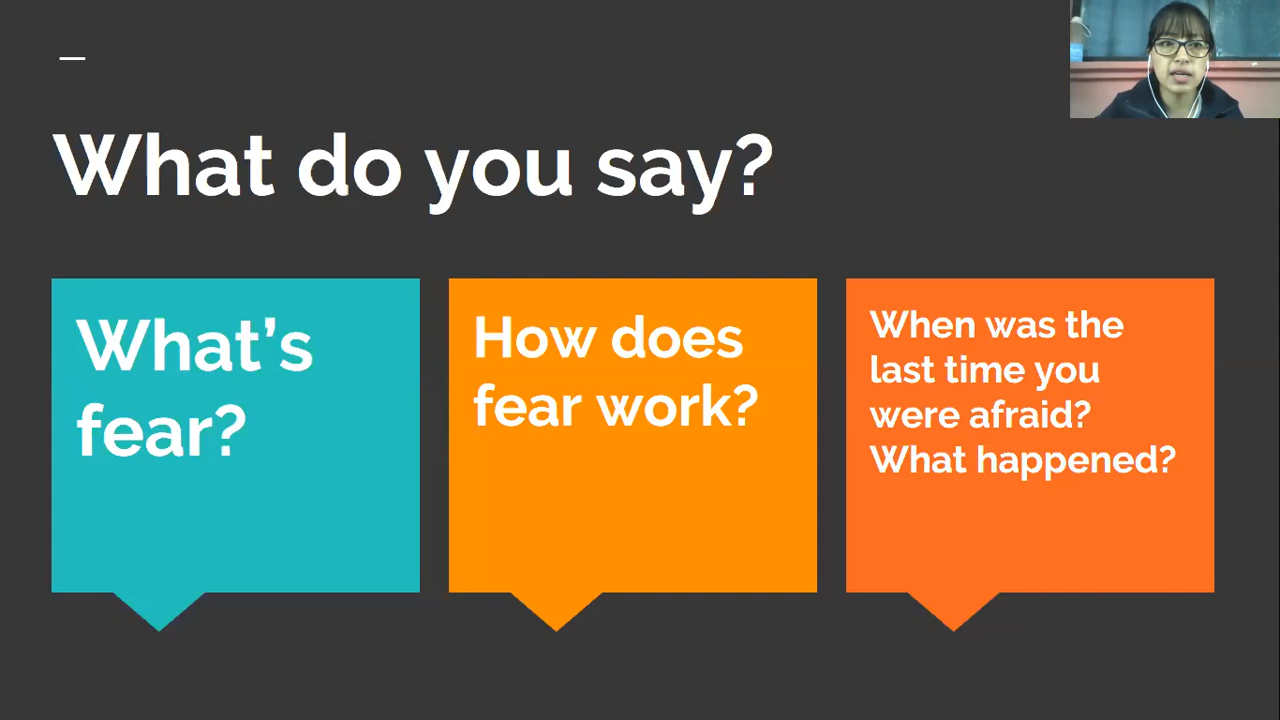 What do you say?
What’s
fear?
How does
fear work?
When was the
last time you
were afraid?
What happened?